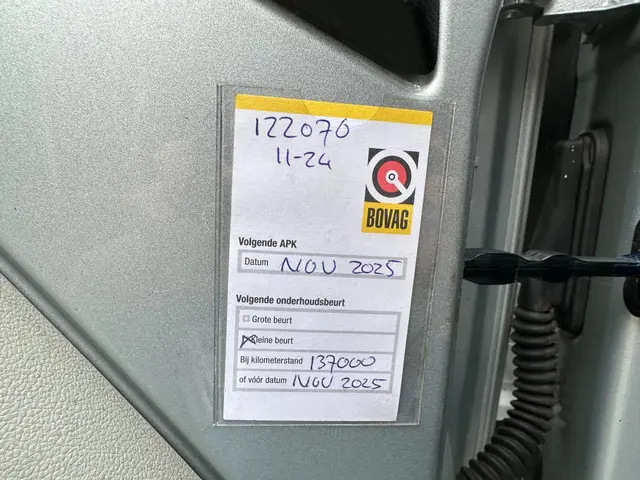 122070
11-24
BOVAG
Volgende APK
Datum NOV 2025
Volgende onderhoudsbeurt
Grote beurt
Kleine beurt
Bij kilometerstand 137000
of vóór datum NOV 2025